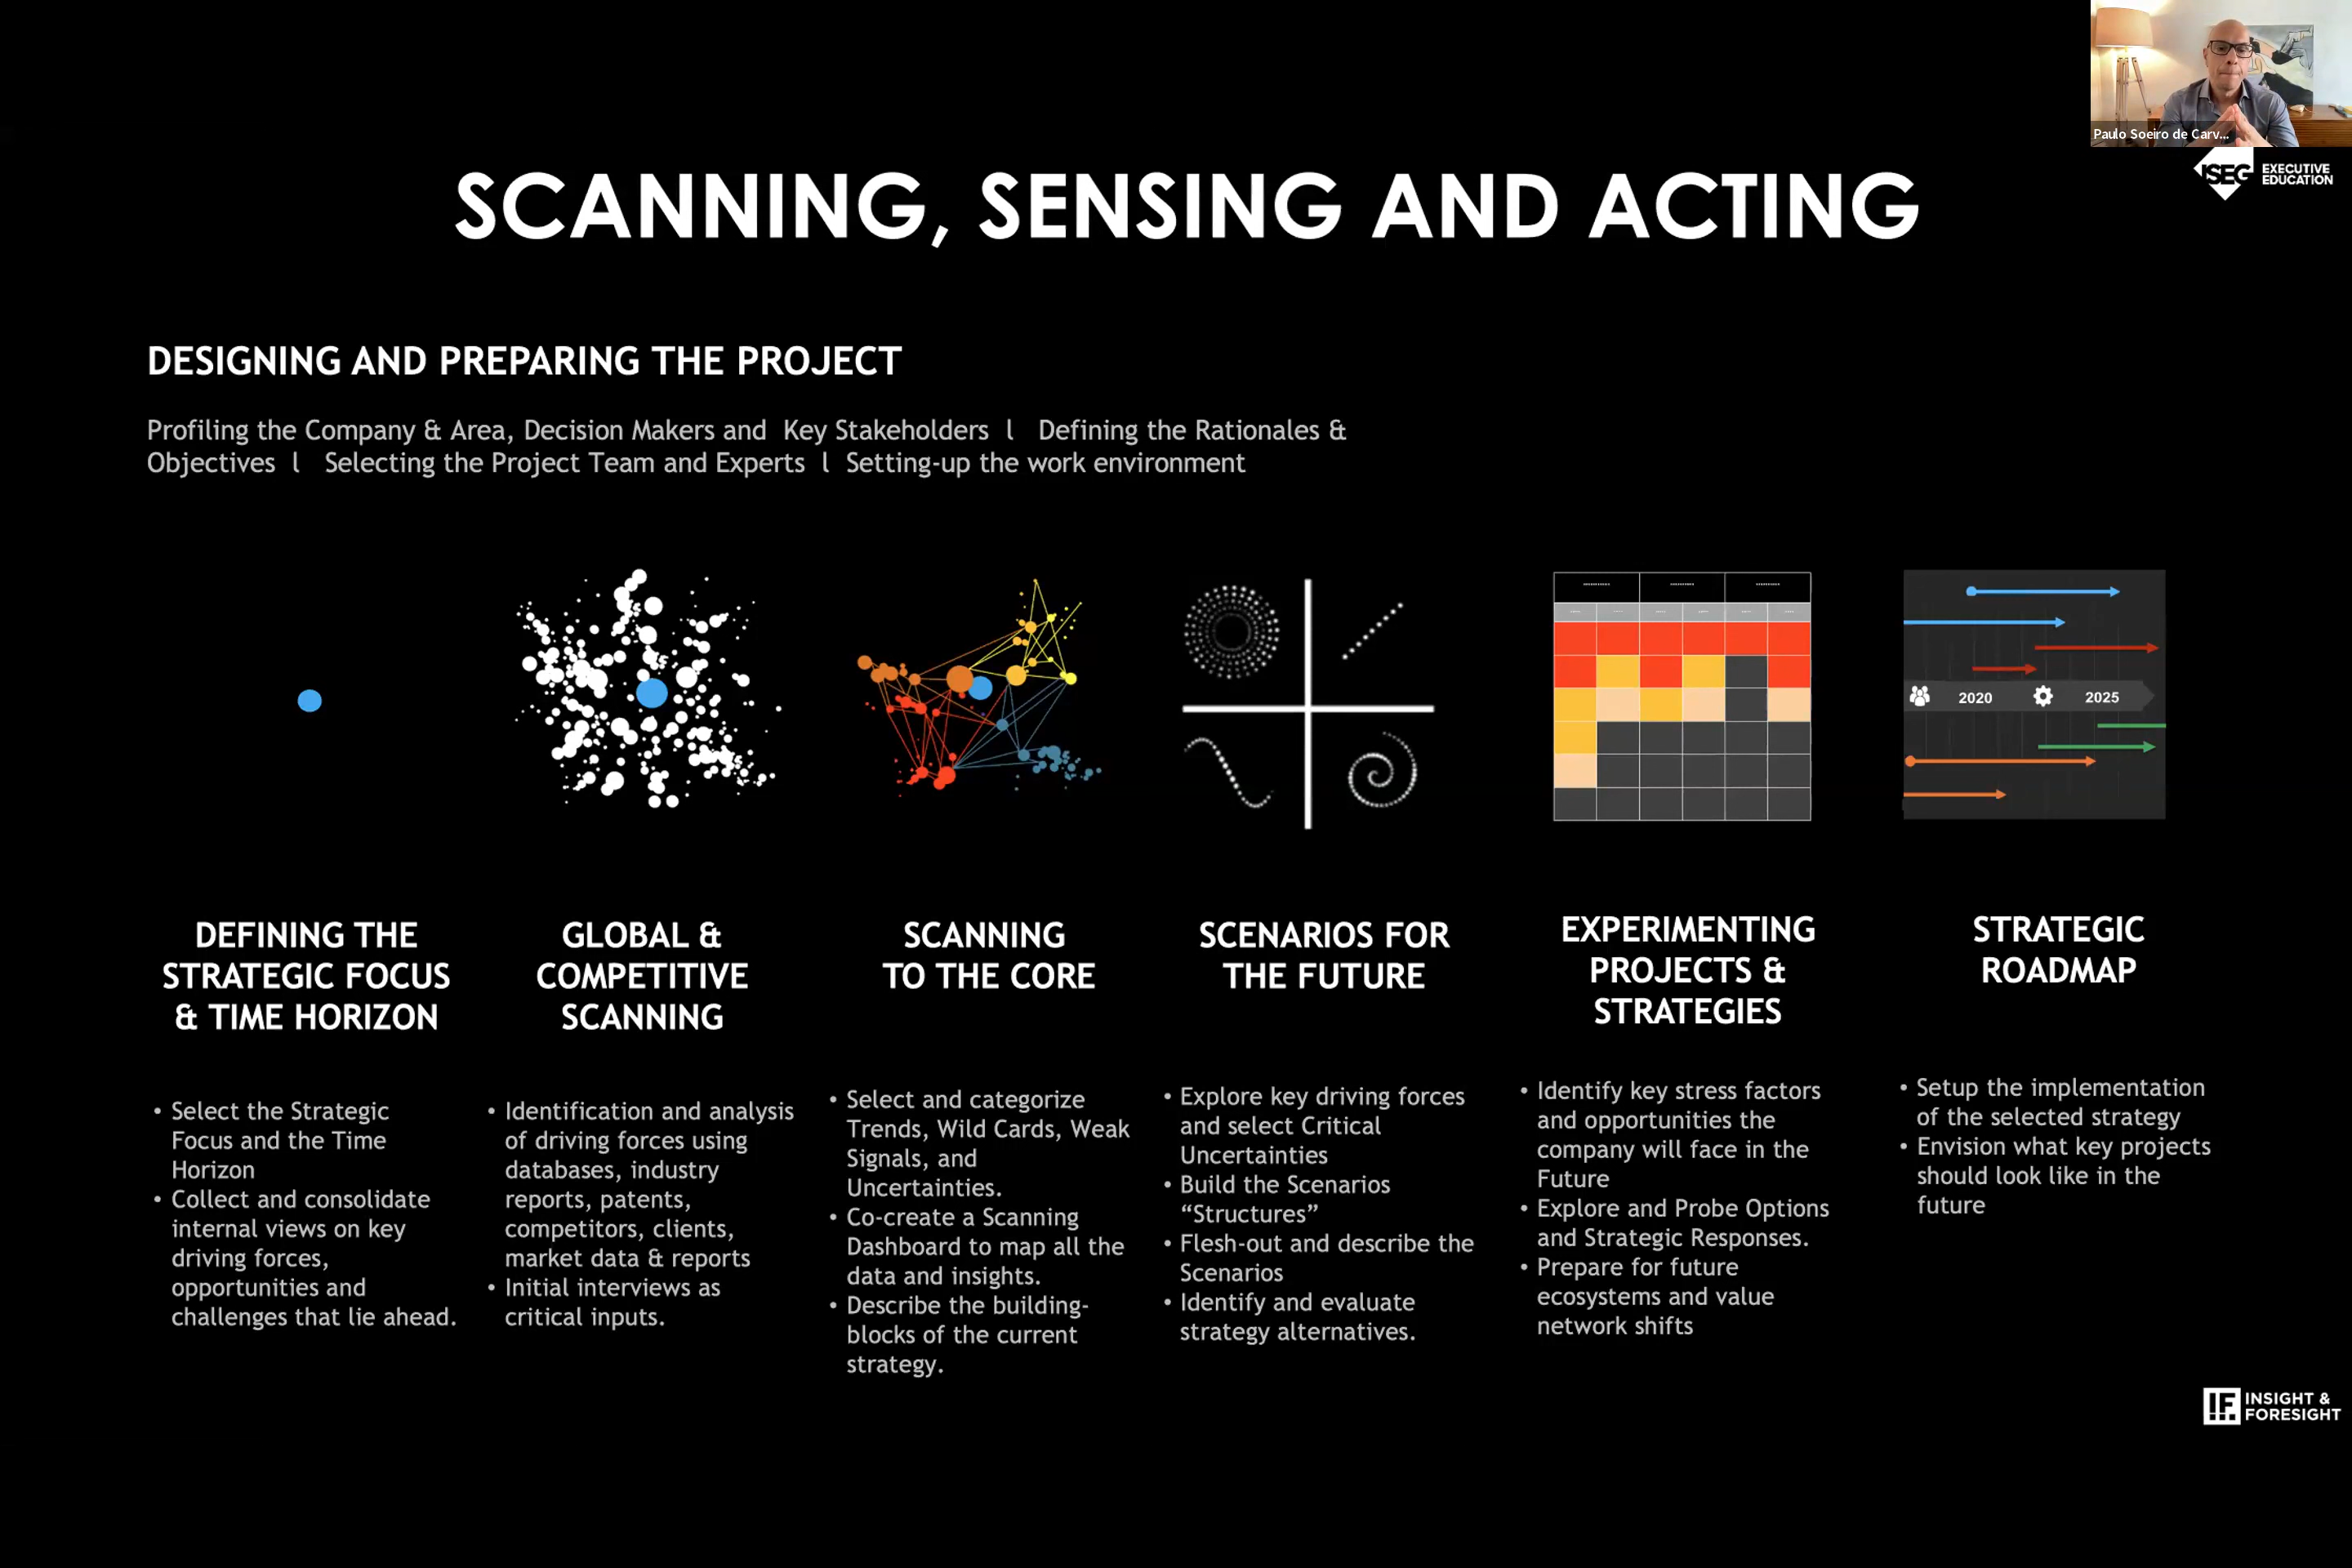 Paulo Soeiro de Carv...
ISEG EXECUTIVE
EDUCATION
SCANNING, SENSING AND ACTING
DESIGNING AND PREPARING THE PROJECT
Profiling the Company & Area, Decision Makers and Key Stakeholders l Defining the Rationales &
Objectives l Selecting the Project Team and Experts l Setting-up the work environment
2020 2025
DEFINING THE
STRATEGIC FOCUS
& TIME HORIZON
• Select the Strategic
Focus and the Time
Horizon
• Collect and consolidate
internal views on key
driving forces,
opportunities and
challenges that lie ahead.
GLOBAL &
COMPETITIVE
SCANNING
• Identification and analysis
of driving forces using
databases, industry
reports, patents,
competitors, clients,
market data & reports
• Initial interviews as
critical inputs.
SCANNING
TO THE CORE
• Select and categorize
Trends, Wild Cards, Weak
Signals, and
Uncertainties.
• Co-create a Scanning
Dashboard to map all the
data and insights.
• Describe the building-
blocks of the current
strategy.
SCENARIOS FOR
THE FUTURE
• Explore key driving forces
and select Critical
Uncertainties
• Build the Scenarios
“Structures”
• Flesh-out and describe the
Scenarios
• Identify and evaluate
strategy alternatives.
EXPERIMENTING
PROJECTS &
STRATEGIES
• Identify key stress factors
and opportunities the
company will face in the
Future
• Explore and Probe Options
and Strategic Responses.
• Prepare for future
ecosystems and value
network shifts
STRATEGIC
ROADMAP
• Setup the implementation
of the selected strategy
• Envision what key projects
should look like in the
future
IF INSIGHT &
FORESIGHT